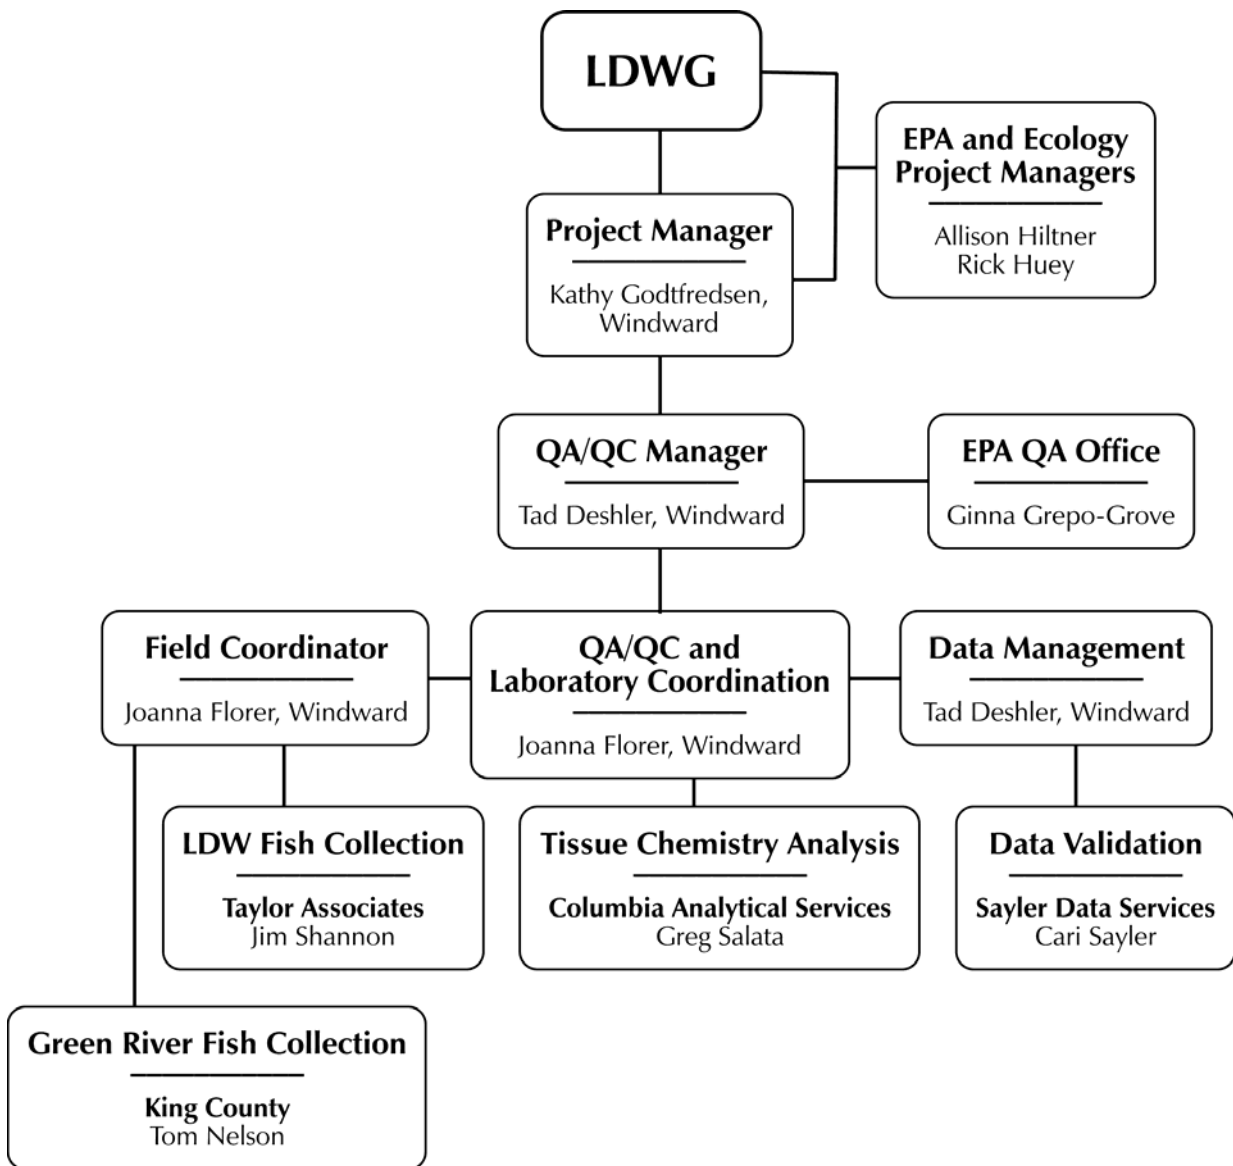 LDWG
EPA and Ecology
Project Managers
Allison Hiltner
Rick Huey
Project Manager
Kathy Godtfredsen,
Windward
QA/QC Manager
Tad Deshler, Windward
EPA QA Office
Ginna Grepo-Grove
Field Coordinator
Joanna Florer, Windward
QA/QC and
Laboratory Coordination
Joanna Florer, Windward
Data Management
Tad Deshler, Windward
LDW Fish Collection
Taylor Associates
Jim Shannon
Tissue Chemistry Analysis
Columbia Analytical Services
Greg Salata
Data Validation
Sayler Data Services
Cari Sayler
Green River Fish Collection
King County
Tom Nelson